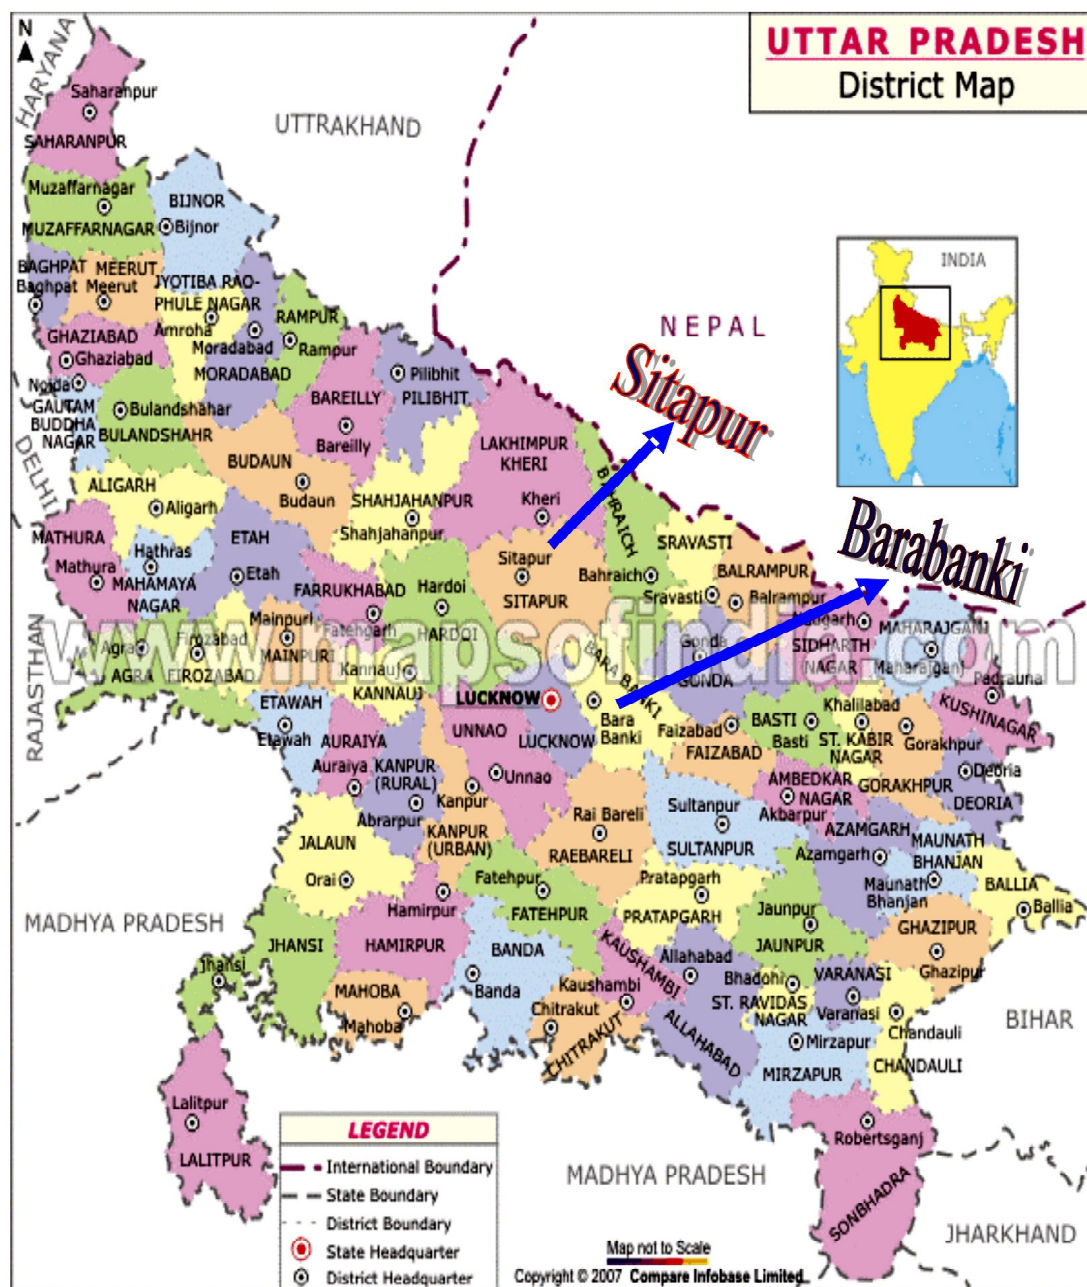 N
UTTAR PRADESH
District Map
HARYANA
UTTRAKHAND
Saharanpur
SAHARANPUR
Muzaffarnagar
MUZAFFARNAGAR
BIJNOR
Bijnor
BAGHPAT
Baghpat
MEERUT
Meerut
JYOTIBA RAO-
PHULE NAGAR
Amroha
Moradabad
MORADABAD
RAMPUR
Rampur
INDIA
NEPAL
GHAZIABAD
Ghaziabad
Noida
GAUTAM
BUDDHA
NAGAR
Bulandshahar
BULANDSHAHR
BAREILLY
Bareilly
Pilibhit
PILIBHIT
Sitapur
DELHI
BUDAUN
Budaun
LAKHIMPUR
KHERI
Kheri
ALIGARH
Aligarh
SHAHJAHANPUR
Shahjahanpur
BAHRAICH
Bahraich
SRAVASTI
Sravasti
Barabanki
MATHURA
Mathura
Hathras
MAHAMAYA
NAGAR
ETAH
Etah
FARRUKHABAD
Fatehgarh
Hardoi
HARDOI
Sitapur
SITAPUR
BALRAMPUR
Balrampur
www.mapsofindia.com
RAJASTHAN
Agra
AGRA
Firozabad
FIROZABAD
Mainpuri
MAINPURI
Kannauj
KANNAUJ
BARABANKI
Bara
Banki
Gonda
GONDA
SIDHARTH
NAGAR
MAHARAJGANJ
Maharajganj
Padrauna
KUSHINAGAR
ETAWAH
Etawah
LUCKNOW
LUCKNOW
UNNAO
Unnao
AURAIYA
Auraiya
KANPUR
(RURAL)
Abrarpur
Kanpur
KANPUR
(URBAN)
Faizabad
FAIZABAD
BASTI
Basti
Khalilabad
ST. KABIR
NAGAR
Gorakhpur
GORAKHPUR
Deoria
DEORIA
Rai Bareli
RAEBARELI
Sultanpur
SULTANPUR
AMBEDKAR
NAGAR
Akbarpur
AZAMGARH
Azamgarh
MAUNATH
BHANJAN
Maunath
Bhanjan
BALLIA
Ballia
JALAUN
Orai
Hamirpur
HAMIRPUR
Fatehpur
FATEHPUR
Pratapgarh
PRATAPGARH
Jaunpur
JAUNPUR
GHAZIPUR
Ghazipur
MADHYA PRADESH
JHANSI
Jhansi
MAHOBA
Mahoba
BANDA
Banda
KAUSHAMBI
Kaushambi
Chitrakut
CHITRAKUT
Allahabad
ALLAHABAD
Bhadohi
ST. RAVIDAS
NAGAR
VARANASI
Varanasi
Chandauli
CHANDAULI
BIHAR
Mirzapur
MIRZAPUR
Lalitpur
LALITPUR
Robertsganj
SONBHADRA
MADHYA PRADESH
JHARKHAND
LEGEND
International Boundary
State Boundary
District Boundary
State Headquarter
District Headquarter
Map not to Scale
Copyright © 2007 Compare Infobase Limited